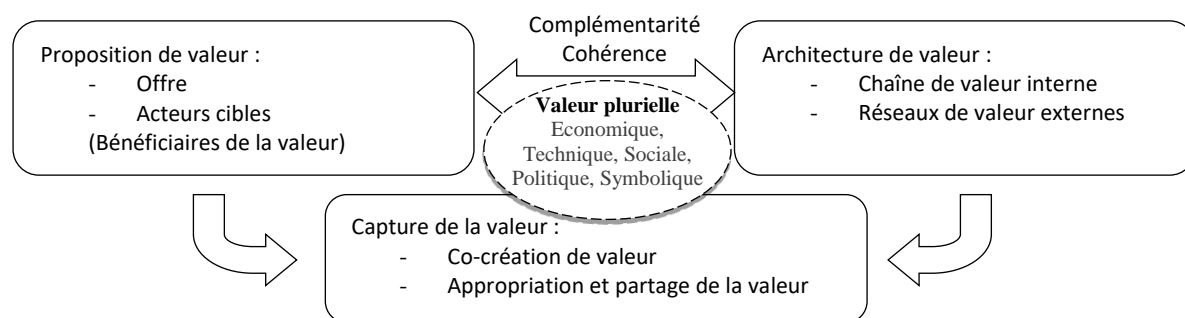 Complémentarité
Cohérence
Proposition de valeur :
- Offre
- Acteurs cibles
(Bénéficiaires de la valeur)
Valeur plurielle
Economique,
Technique, Sociale,
Politique, Symbolique
Architecture de valeur :
- Chaîne de valeur interne
- Réseaux de valeur externes
Capture de la valeur :
- Co-création de valeur
- Appropriation et partage de la valeur